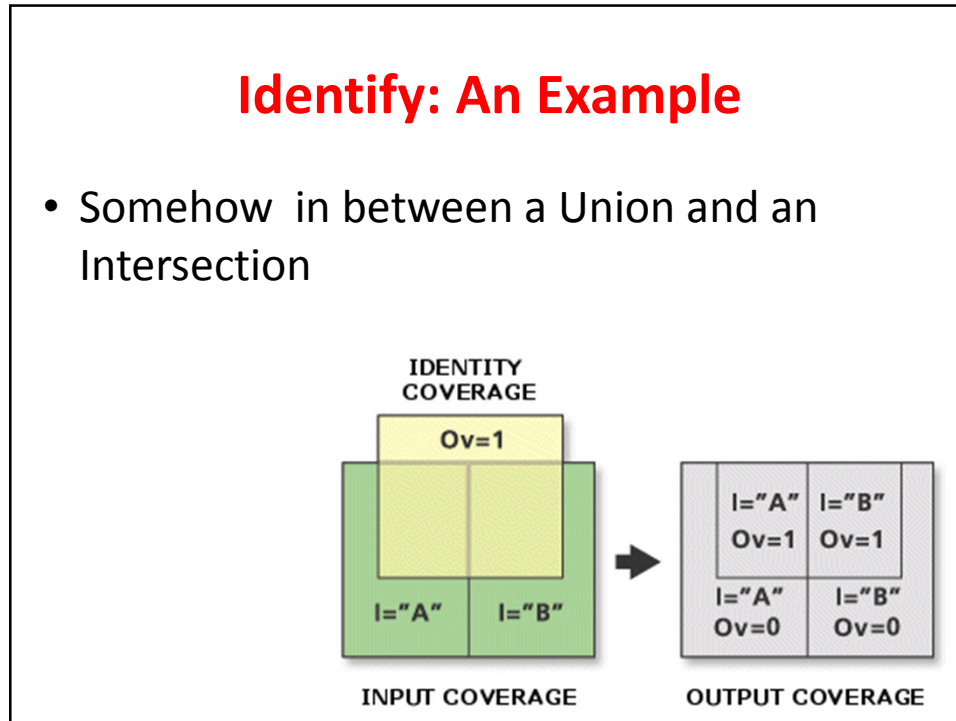 Identify: An Example
• Somehow in between a Union and an
Intersection
IDENTITY
COVERAGE
Ov=1
I="A" I="B"
INPUT COVERAGE
I="A" I="B"
Ov=1 Ov=1
I="A" I="B"
Ov=0 Ov=0
OUTPUT COVERAGE